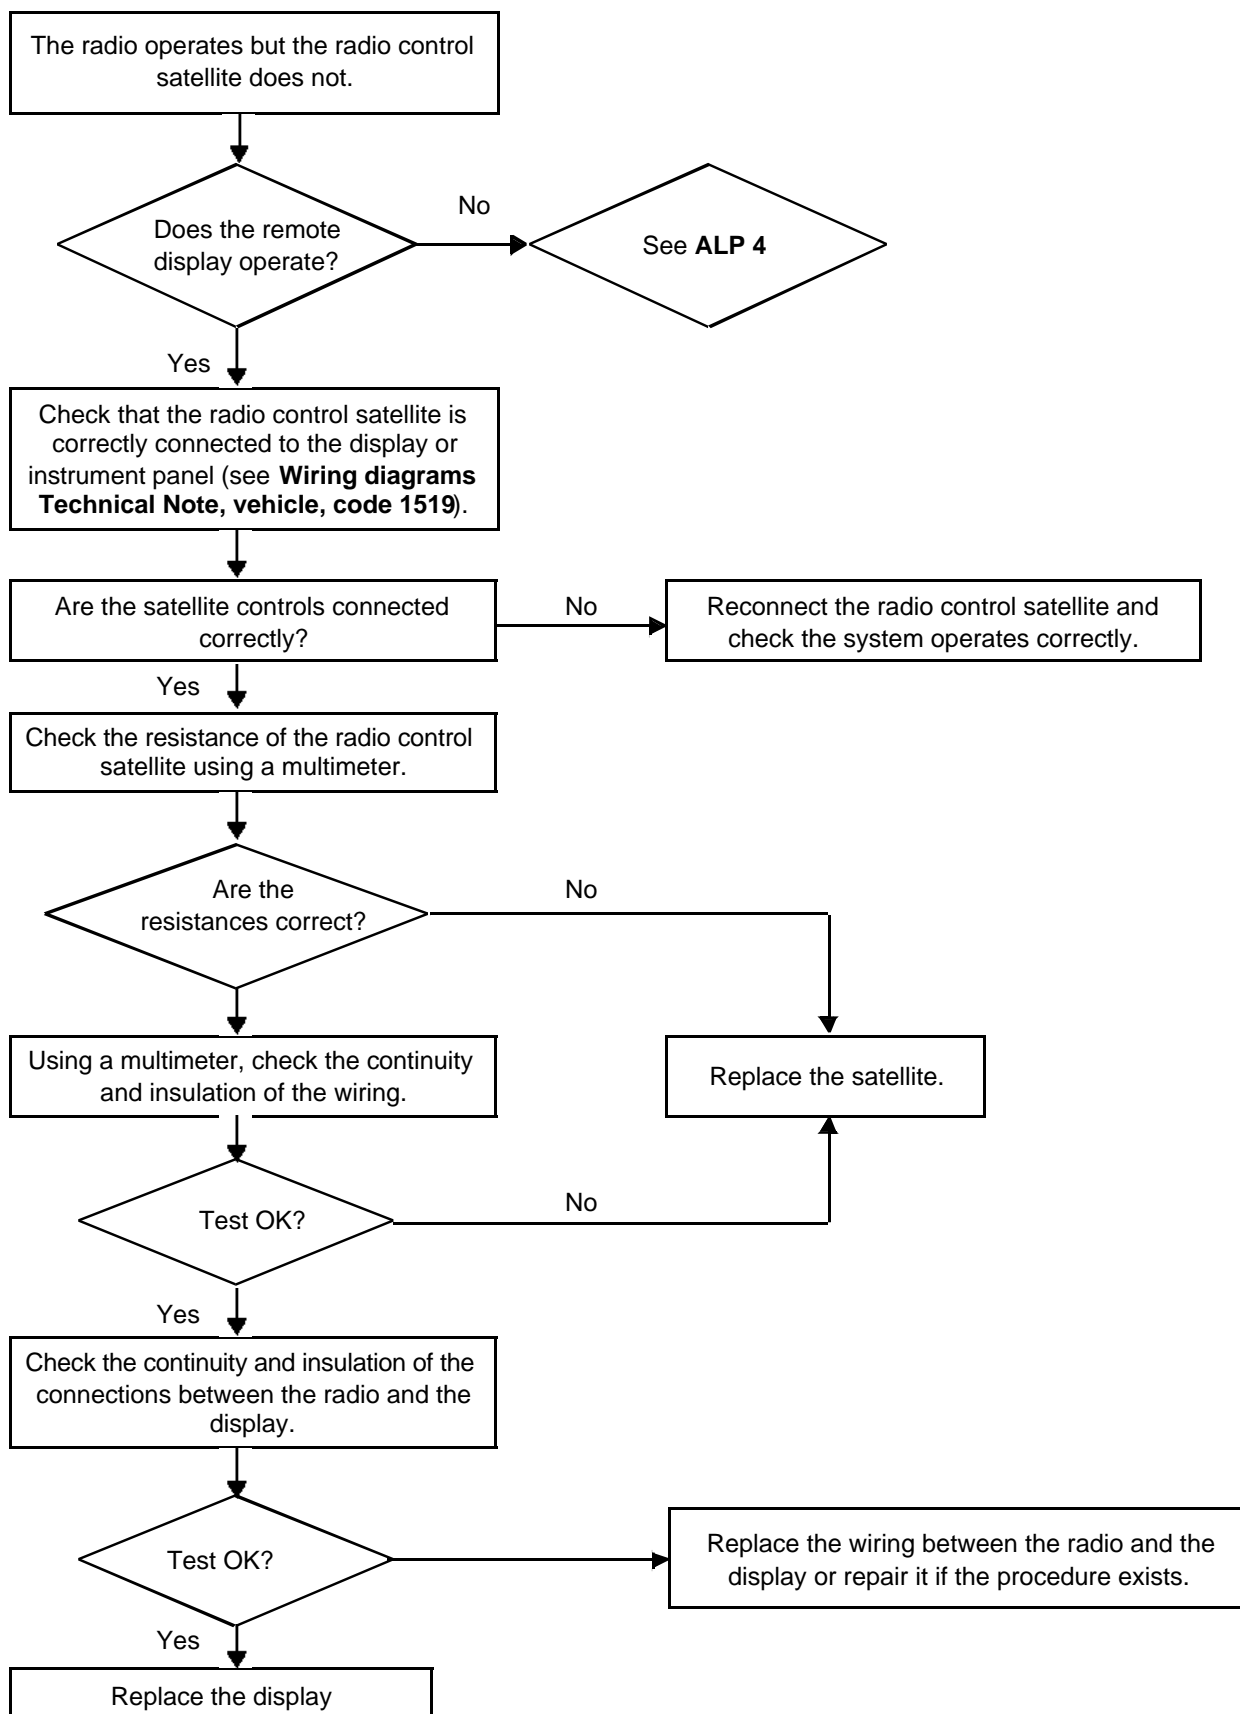 The radio operates but the radio control
satellite does not.
Does the remote
display operate?
No
See ALP 4
Yes
Check that the radio control satellite is
correctly connected to the display or
instrument panel (see Wiring diagrams
Technical Note, vehicle, code 1519).
Are the satellite controls connected
correctly?
No
Reconnect the radio control satellite and
check the system operates correctly.
Yes
Check the resistance of the radio control
satellite using a multimeter.
Are the
resistances correct?
No
Using a multimeter, check the continuity
and insulation of the wiring.
Replace the satellite.
Test OK?
No
Yes
Check the continuity and insulation of the
connections between the radio and the
display.
Test OK?
Replace the wiring between the radio and the
display or repair it if the procedure exists.
Yes
Replace the display